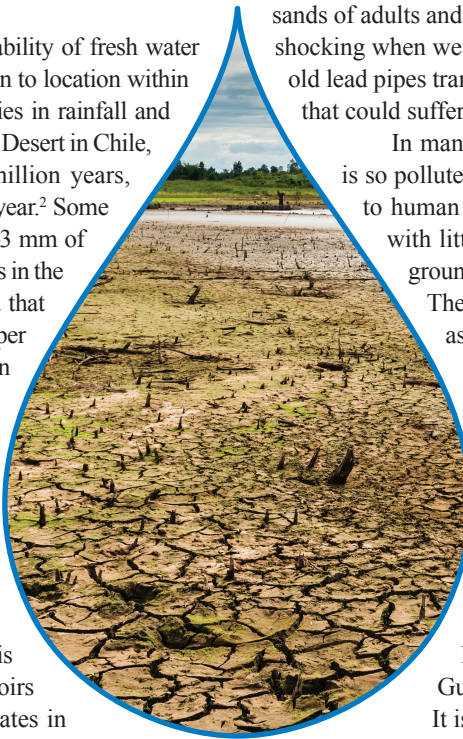 ability of fresh water
n to location within
ies in rainfall and
Desert in Chile,
million years,
year.2 Some
3 mm of
s in the
that
per
n
is
oirs
ates in
sands of adults and
shocking when we
old lead pipes tran
that could suffer
In man
is so pollute
to human
with litt
groun
The
as
Gu
It is